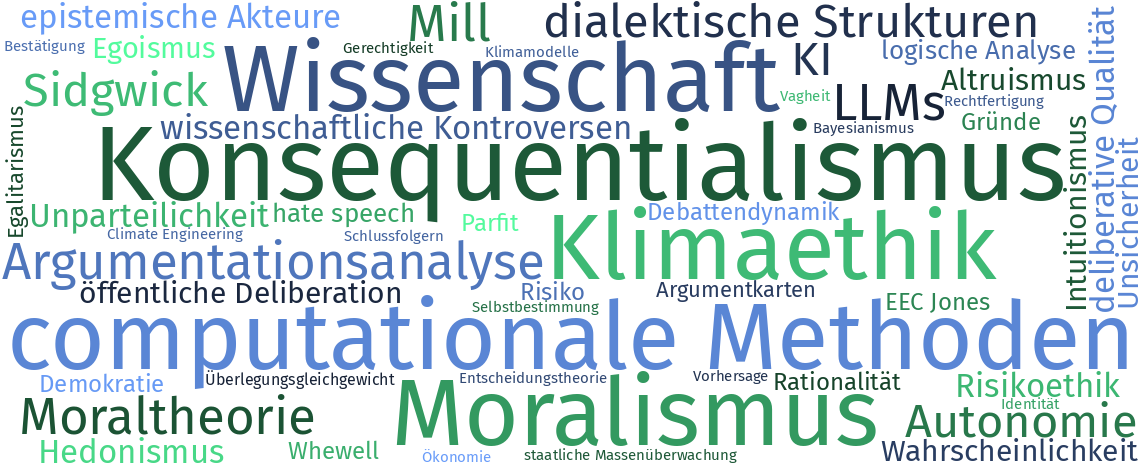 epistemische Akteure
Mill
dialektische Strukturen
Bestätigung
Egoismus
Gerechtigkeit
Klimamodelle
KI
logische Analyse
deliberative Qualität
Sidgwick
Wissenschaft
Vagheit
LLMs
Altruismus
Rechtfertigung
Gründe
Egalitarismus
wissenschaftliche Kontroversen
Bayesianismus
Konsequentialismus
Intuitionismus
Unsicherheit
Unparteilichkeit
hate speech
Parfit
Debattendynamik
Climate Engineering
Schlussfolgern
Klimaethik
Argumentationsanalyse
öffentliche Deliberation
Risiko
Argumentkarten
Selbstbestimmung
EEC Jones
computationale Methoden
Demokratie
Überlegungsgleichgewicht
Entscheidungstheorie
Vorhersage
Rationalität
Risikoethik
Moraltheorie
Moralismus
Identität
Autonomie
Hedonismus
Whewell
Ökonomie
staatliche Massenüberwachung
Wahrscheinlichkeit